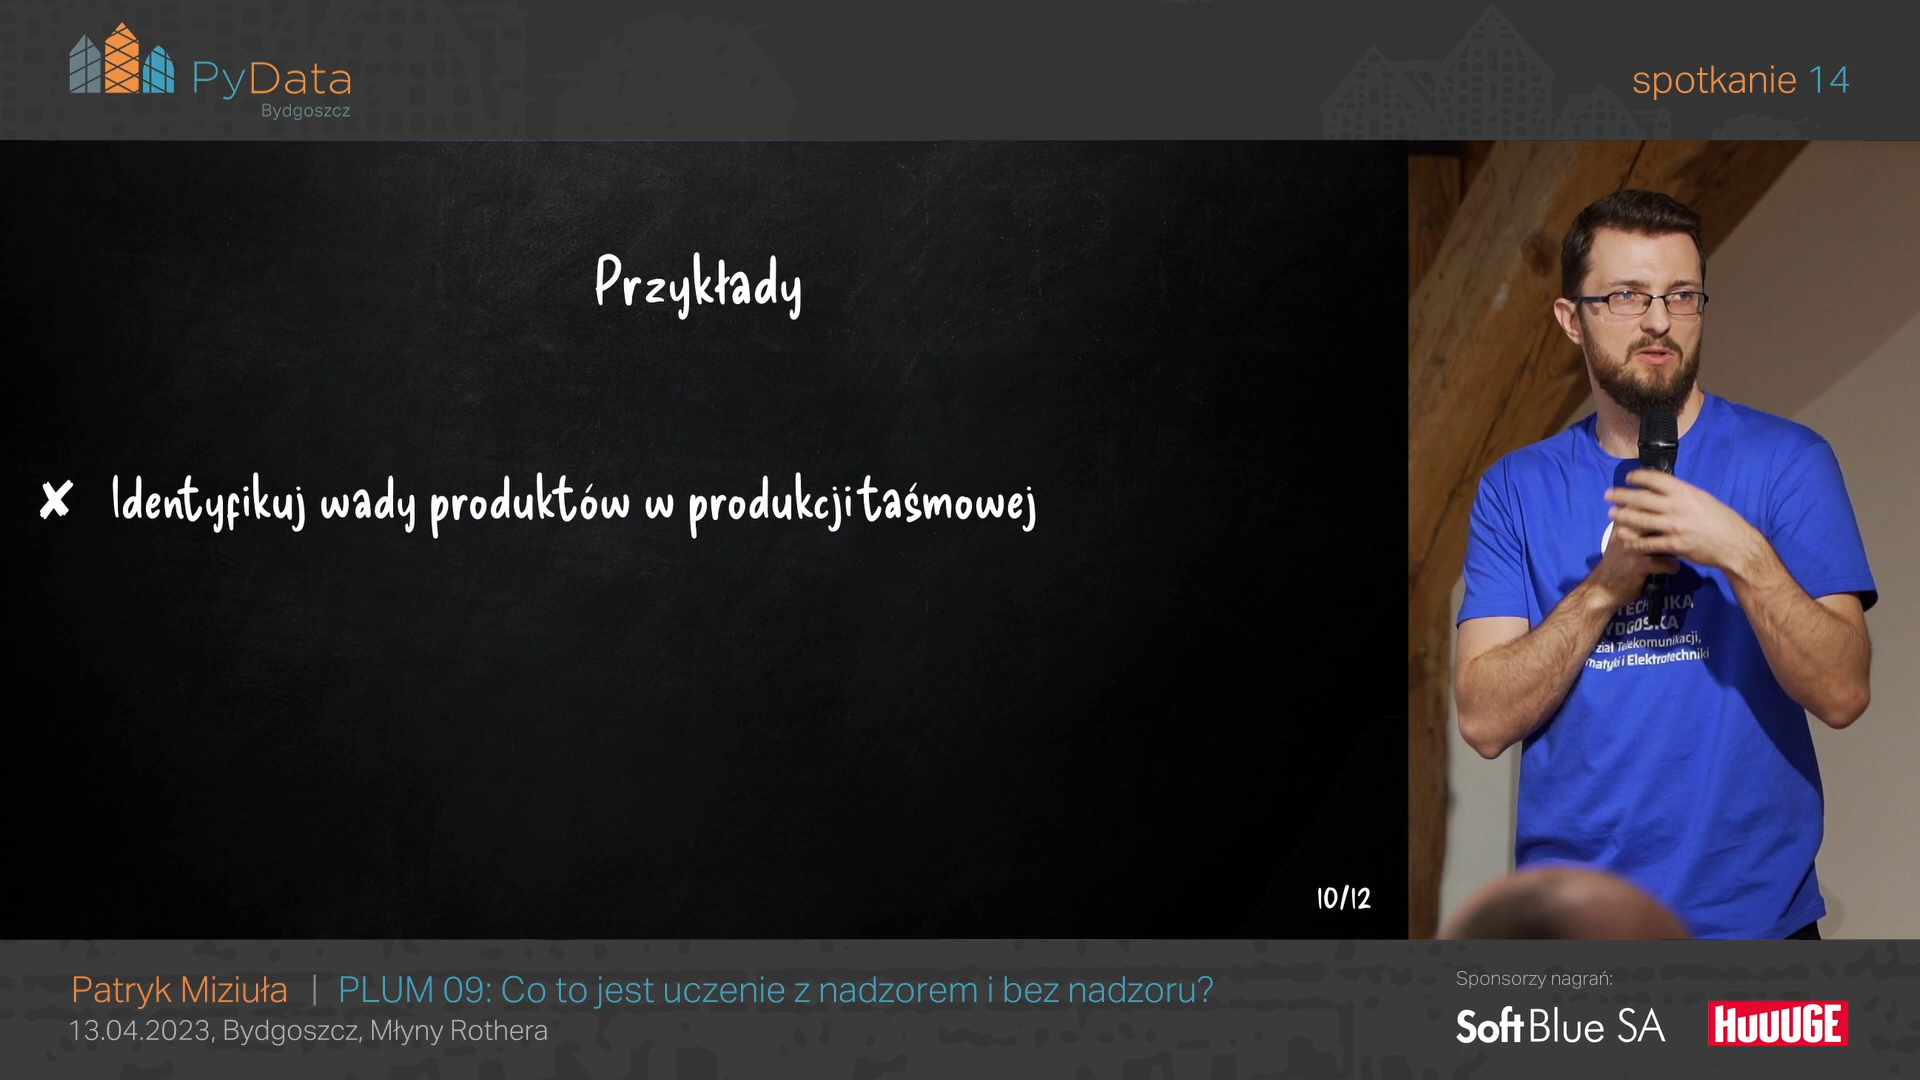 PyData
Bydgoszcz
spotkanie 14
Przykłady
✘ Identyfikuj wady produktów w produkcji taśmowej
10/12
Patryk Miziuła | PLUM 09: Co to jest uczenie z nadzorem i bez nadzoru?
13.04.2023, Bydgoszcz, Młyny Rothera
Sponsorzy nagrań:
SoftBlue SA
HUUUGE
i Elektrotechniki